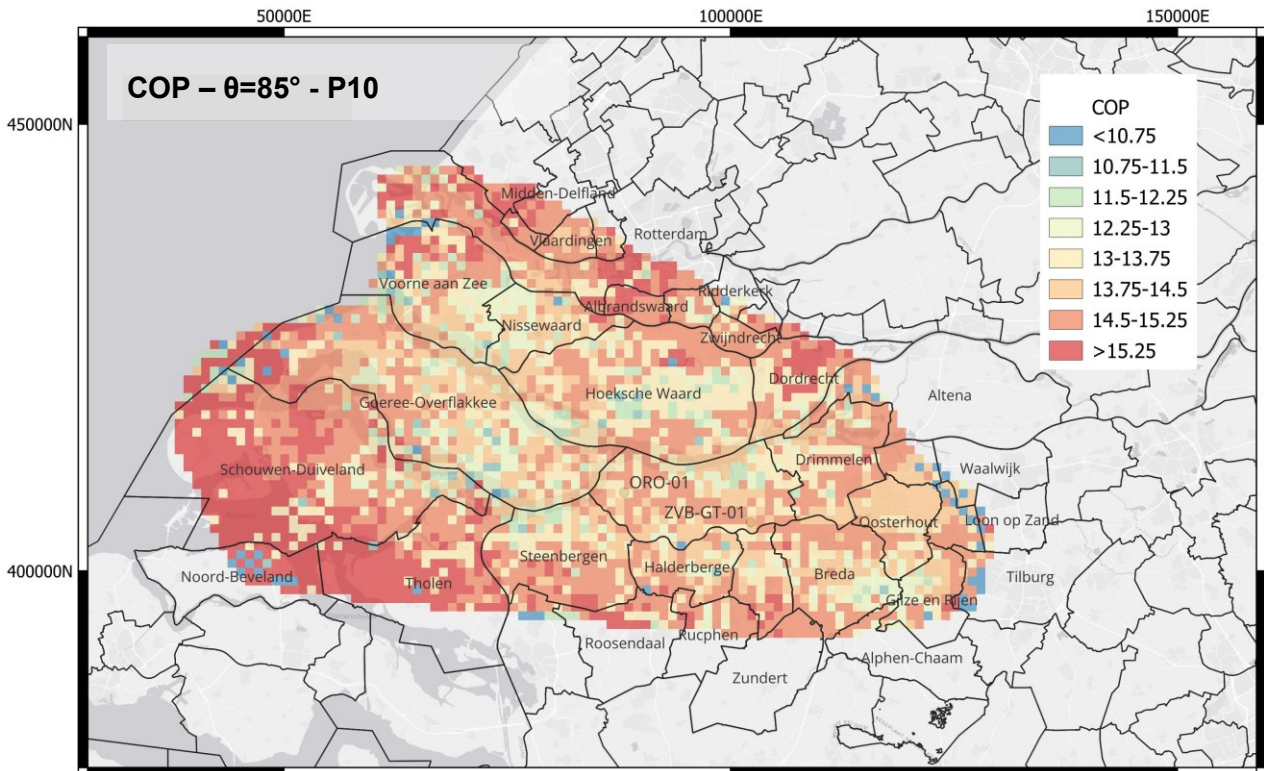 50000E 100000E 150000E
COP – θ=85° - P10
450000N
400000N
COP
<10.75
10.75-11.5
11.5-12.25
12.25-13
13-13.75
13.75-14.5
14.5-15.25
>15.25
Midden-Delfland
Rotterdam
Vlaardingen
Voorne aan Zee
Ridderkerk
Albrandswaard
Nissewaard
Zwijndrecht
Dordrecht
Hoeksche Waard
Altena
Goeree-Overflakkee
Drimmelen
Waalwijk
Schouwen-Duiveland
ORO-01
ZVB-GT-01
Oosterhout
Loon op Zand
Steenbergen
Halderberge
Breda
Tilburg
Noord-Beveland
Tholen
Gilze en Rijen
Roosendaal
Rucphen
Alphen-Chaam
Zundert